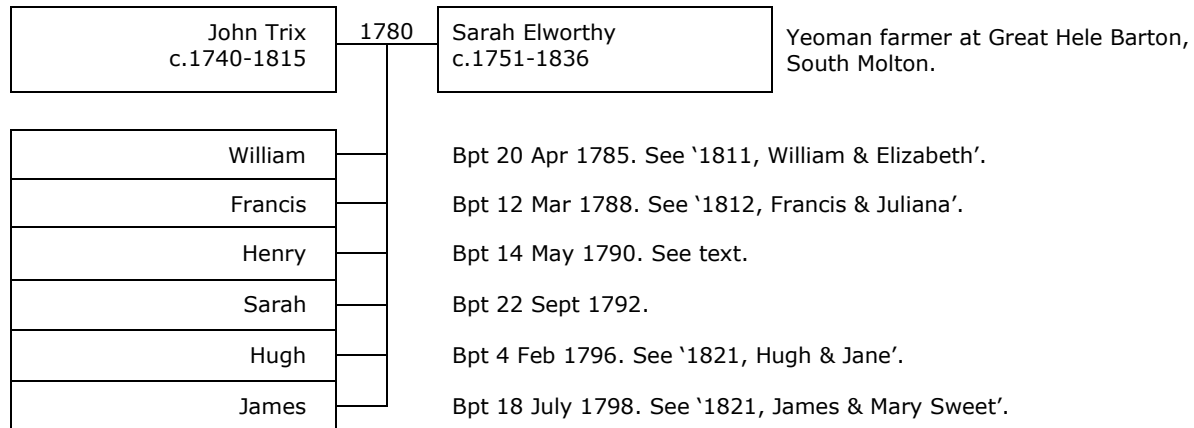 John Trix
c.1740-1815
1780
Sarah Elworthy
c.1751-1836
Yeoman farmer at Great Hele Barton,
South Molton.
William
Bpt 20 Apr 1785. See ‘1811, William & Elizabeth’.
Francis
Bpt 12 Mar 1788. See ‘1812, Francis & Juliana’.
Henry
Bpt 14 May 1790. See text.
Sarah
Bpt 22 Sept 1792.
Hugh
Bpt 4 Feb 1796. See ‘1821, Hugh & Jane’.
James
Bpt 18 July 1798. See ‘1821, James & Mary Sweet’.